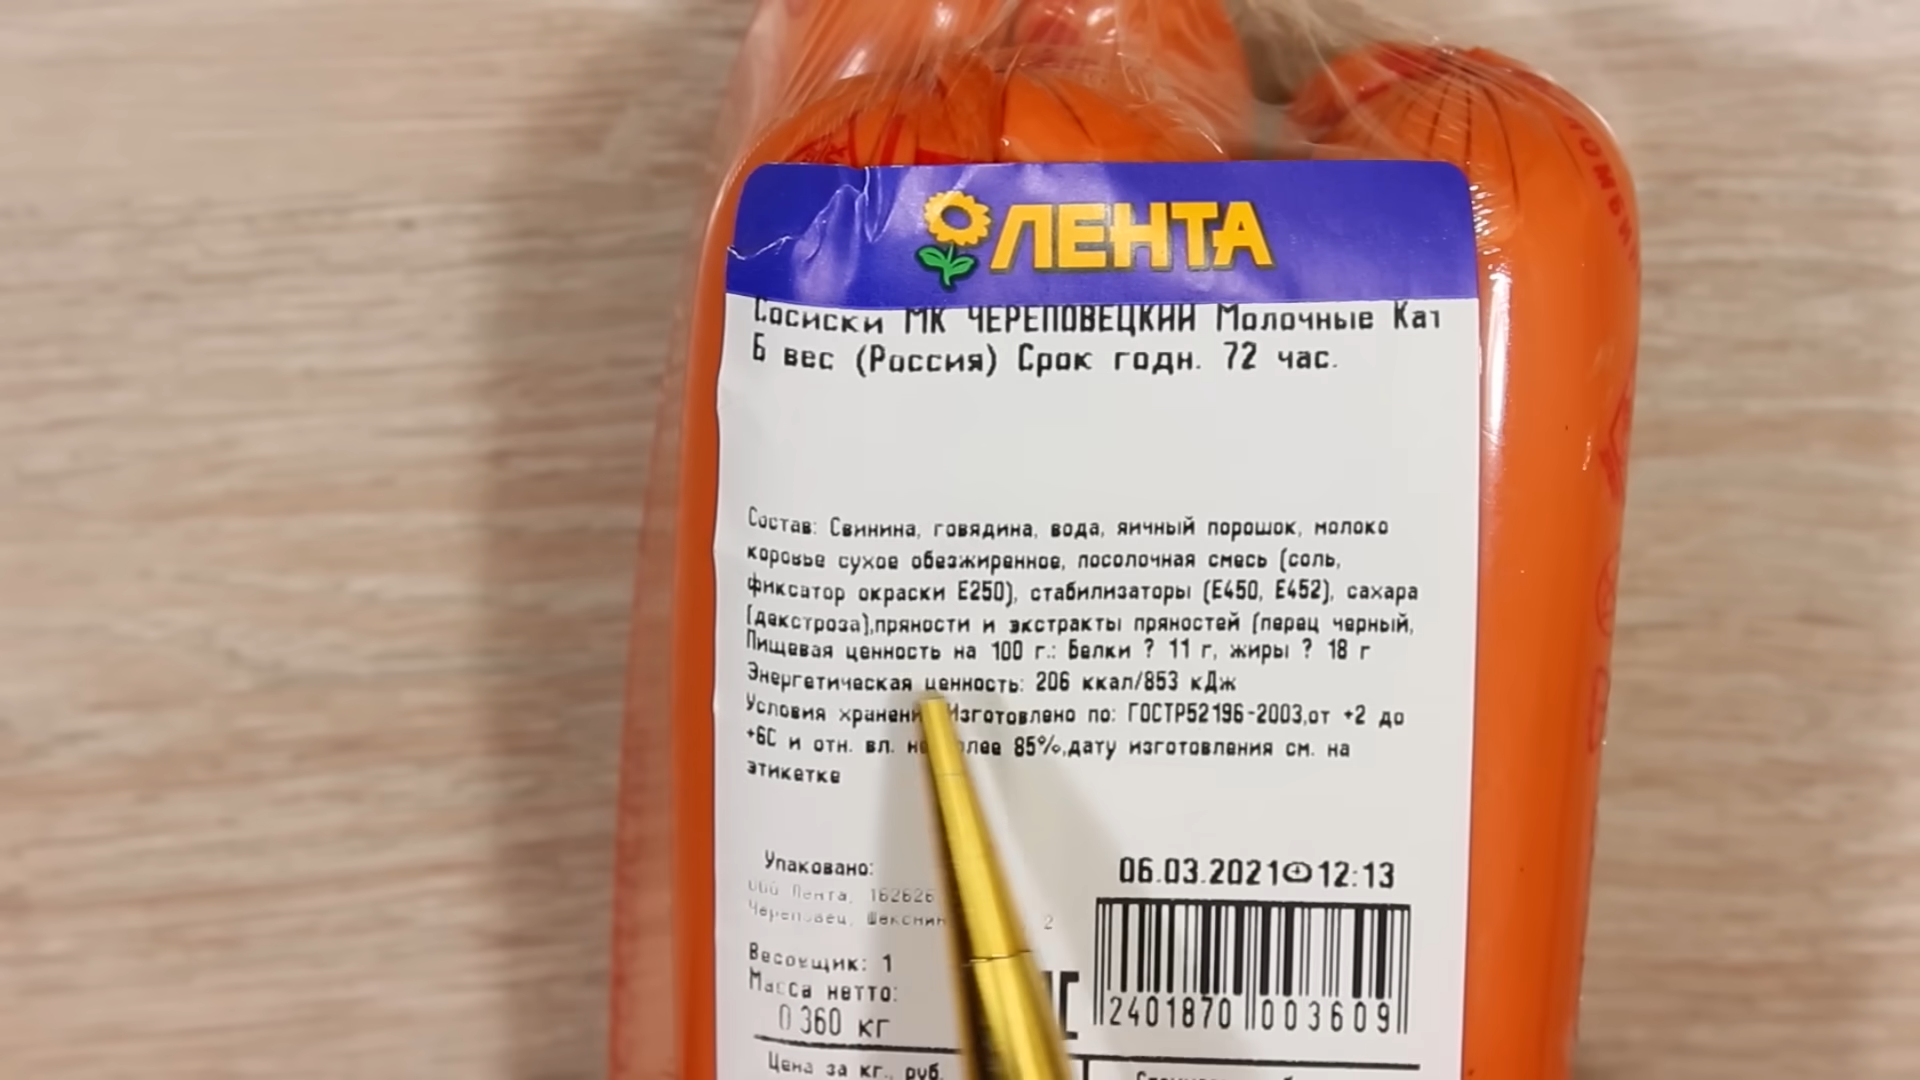 ЛЕНТА
Сосиски МК ЧЕРЕПОВЕЦКИЙ Молочные Кат
Б вес (Россия) Срок годн. 72 час.
Состав: Свинина, говядина, вода, яичный порошок, молоко
коровье сухое обезжиренное, посолочная смесь (соль,
фиксатор окраски Е250), стабилизаторы (Е450, Е452), сахара
(декстроза),пряности и экстракты пряностей (перец черный,
Пищевая ценность на 100 г.: Белки ? 11 г, жиры ? 18 г
Энергетическая ценность: 206 ккал/853 кДж
Условия хранени Изготовлено по: ГОСТР52196-2003,от +2 до
+6С и отн. вл. не более 85%,дату изготовления см. на
этикетке
Упаковано:
06.03.2021 12:13
Лента, 162626
Череповец, 2
Весовщик: 1
Масса нетто:
0 360 кг
2401870 003609
Цена за кг., руб.